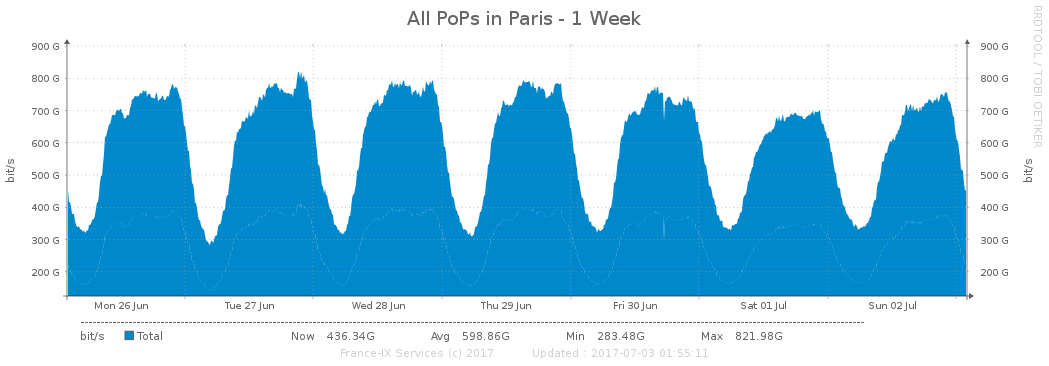 All PoPs in Paris - 1 Week
RRDTOOL / TOBI OETIKER
900 G 900 G
800 G 800 G
700 G 700 G
600 G 600 G
500 G 500 G
400 G 400 G
300 G 300 G
200 G 200 G
bit/s bit/s
Mon 26 Jun Tue 27 Jun Wed 28 Jun Thu 29 Jun Fri 30 Jun Sat 01 Jul Sun 02 Jul
bit/s Total Now 436.34G Avg 598.86G Min 283.48G Max 821.98G
France-IX Services (c) 2017 Updated : 2017-07-03 01:55:11